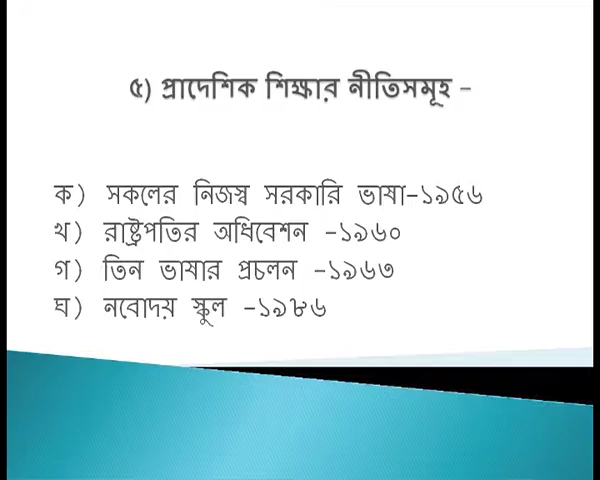 ৫) প্রাদেশিক শিক্ষার নীতিসমূহ -
ক) সকলের নিজস্ব সরকারি ভাষা-১৯৫৬
খ) রাষ্ট্রপতির অধিবেশন -১৯৬০
গ) তিন ভাষার প্রচলন -১৯৬৩
ঘ) নবোদয় স্কুল -১৯৮৬